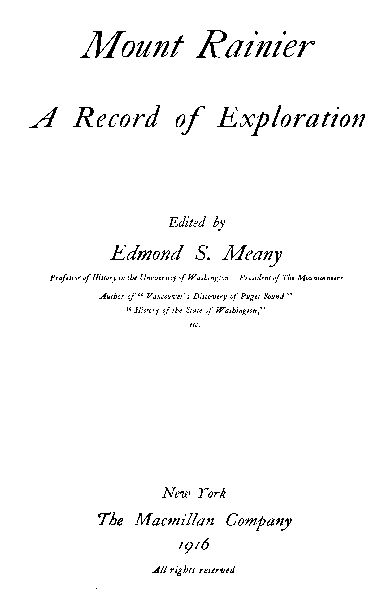 Mount Rainier
A Record of Exploration
Edited by
Edmond S. Meany
Professor of History in the University of Washington President of The Mountaineers
Author of "Vancouver's Discovery of Puget Sound"
"History of the State of Washington,"
etc.
New York
The Macmillan Company
1916
All rights reserved